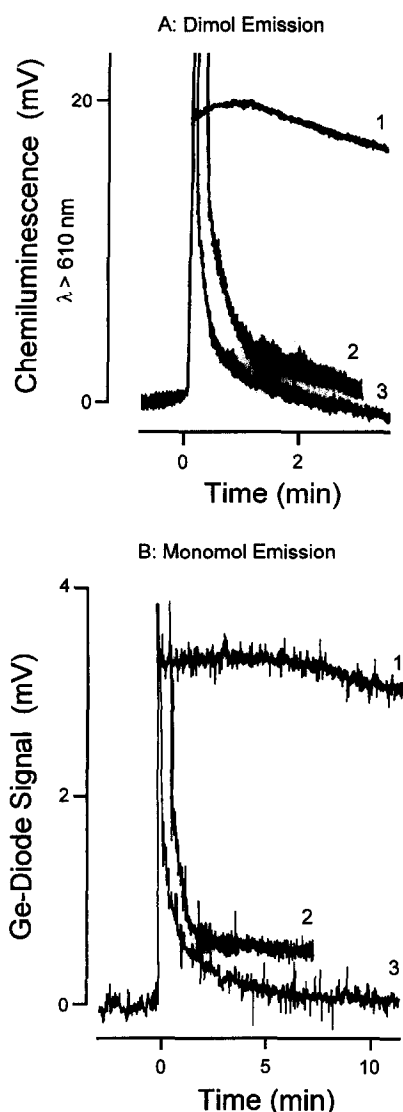 A: Dimol Emission
Chemiluminescence (mV)
λ > 610 nm
20
0
1
2
3
0
2
Time (min)
B: Monomol Emission
Ge-Diode Signal (mV)
4
2
0
1
2
3
0
5
10
Time (min)